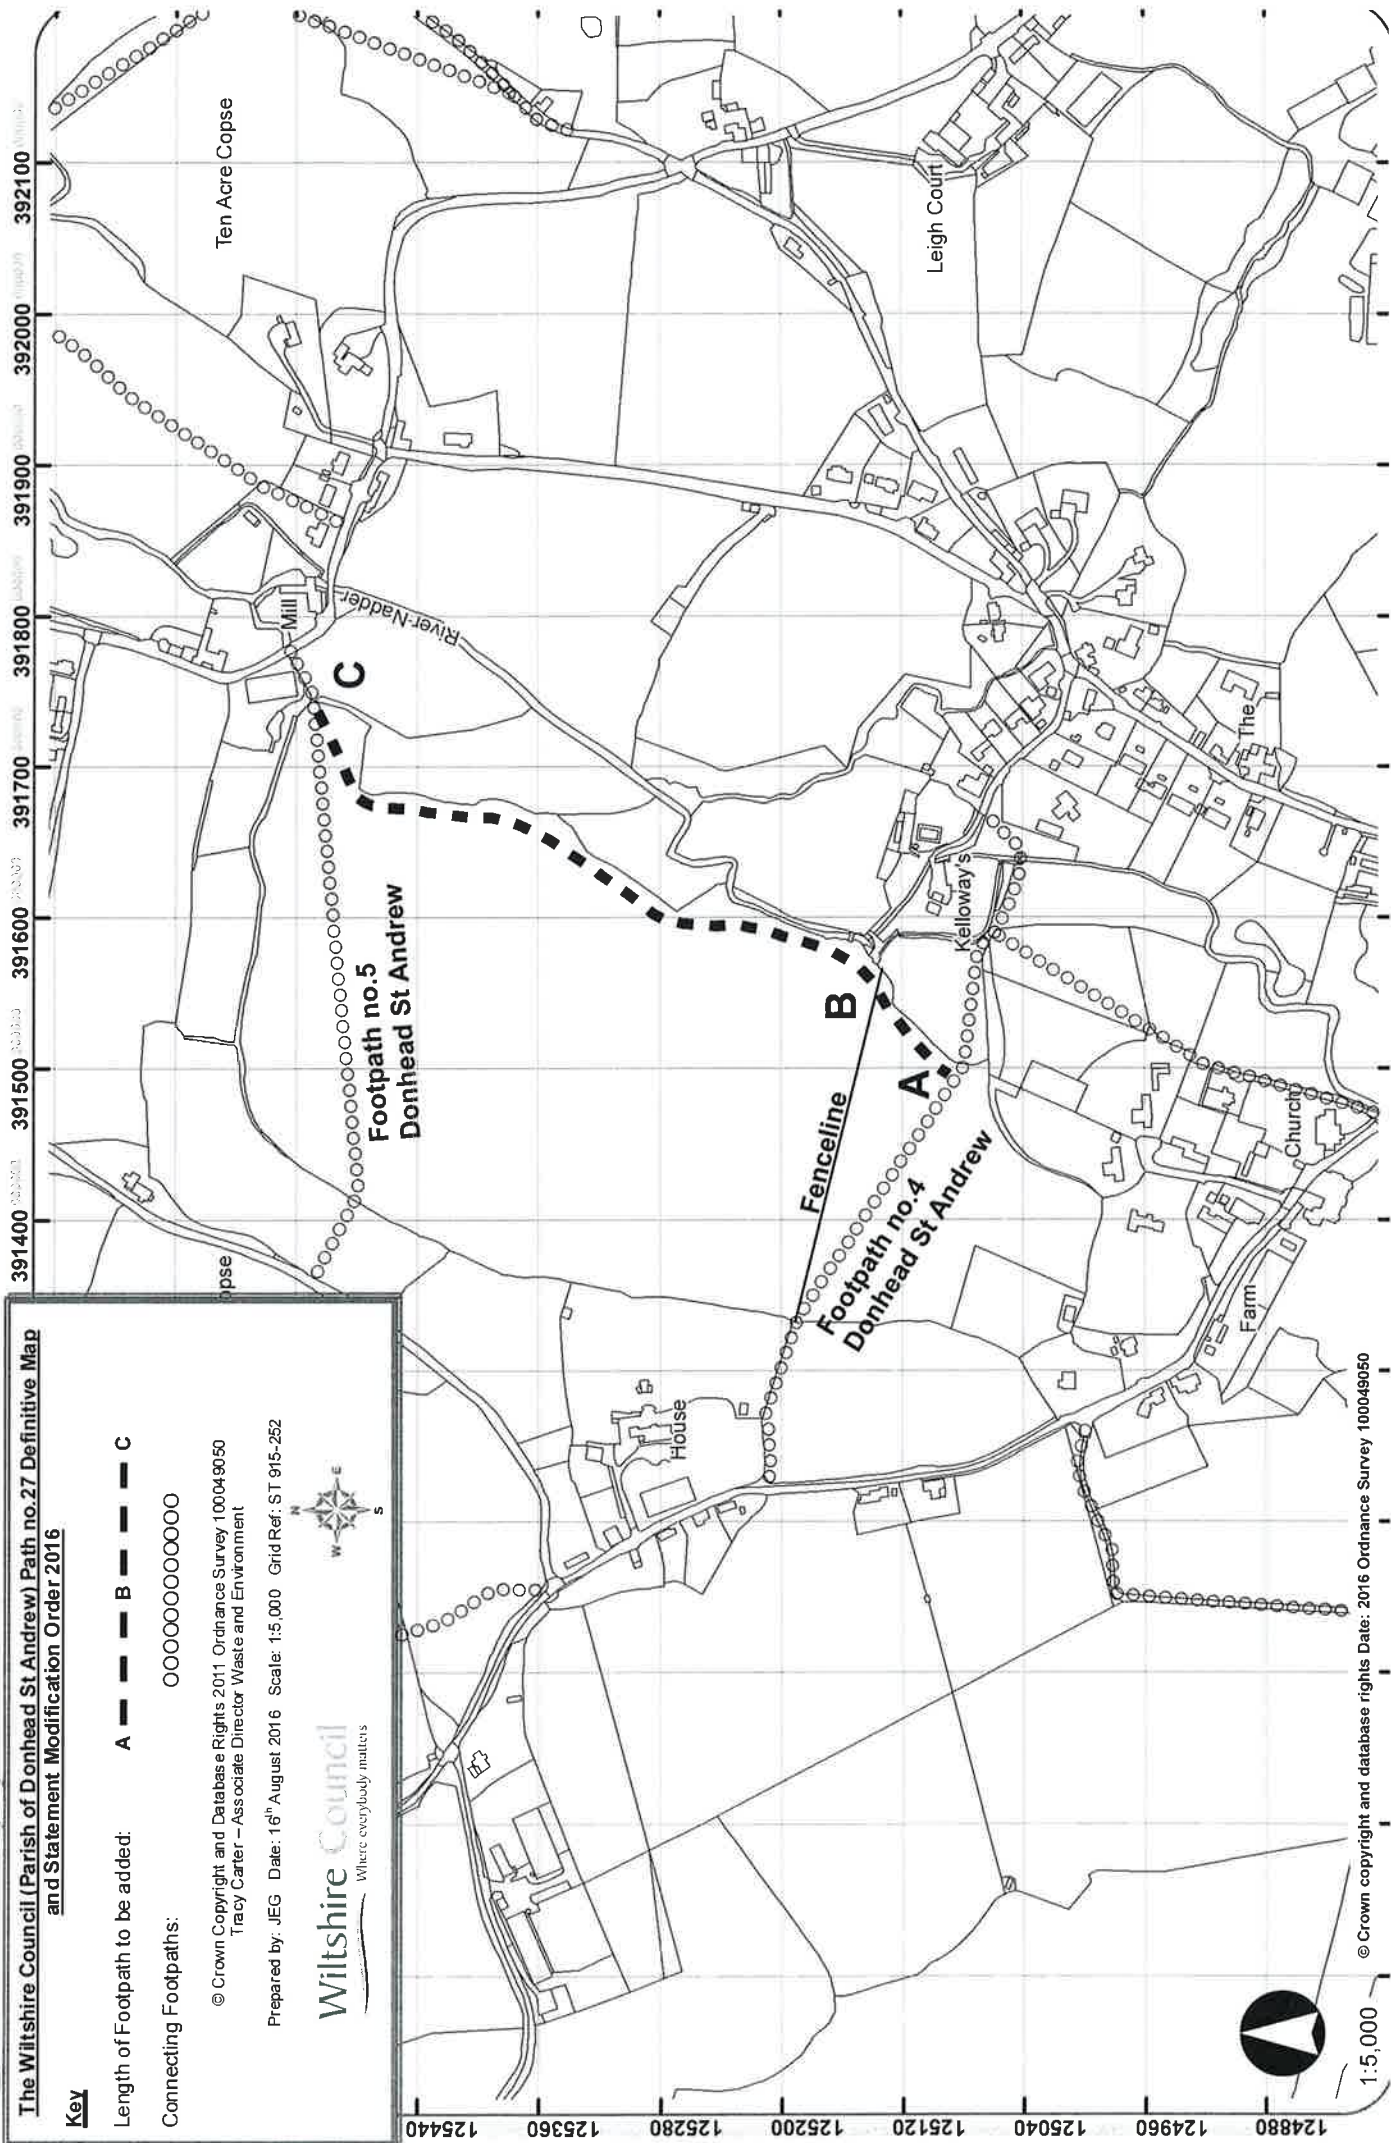 The Wiltshire Council (Parish of Donhead St Andrew) Path no.27 Definitive Map
and Statement Modification Order 2016
Key
Length of Footpath to be added:
A B C
Connecting Footpaths:
OOOOOOOOOOO
© Crown Copyright and Database Rights 2011 Ordnance Survey 100049050
Tracy Carter – Associate Director Waste and Environment
Prepared by: JEG Date: 16th August 2016 Scale: 1:5,000 Grid Ref: ST 915-252
Wiltshire Council
Where everybody matters
N
W
E
S
391400
391500
391600
391700
391800
391900
392000
392100
125440
125360
125280
125200
125120
125040
124960
124880
opse
Ten Acre Copse
Mill
River Nadder
C
Footpath no.5
Donhead St Andrew
House
Fenceline
B
A
Footpath no.4
Donhead St Andrew
Kelloway's
Leigh Court
The
Church
Farm
1:5,000
© Crown copyright and database rights Date: 2016 Ordnance Survey 100049050